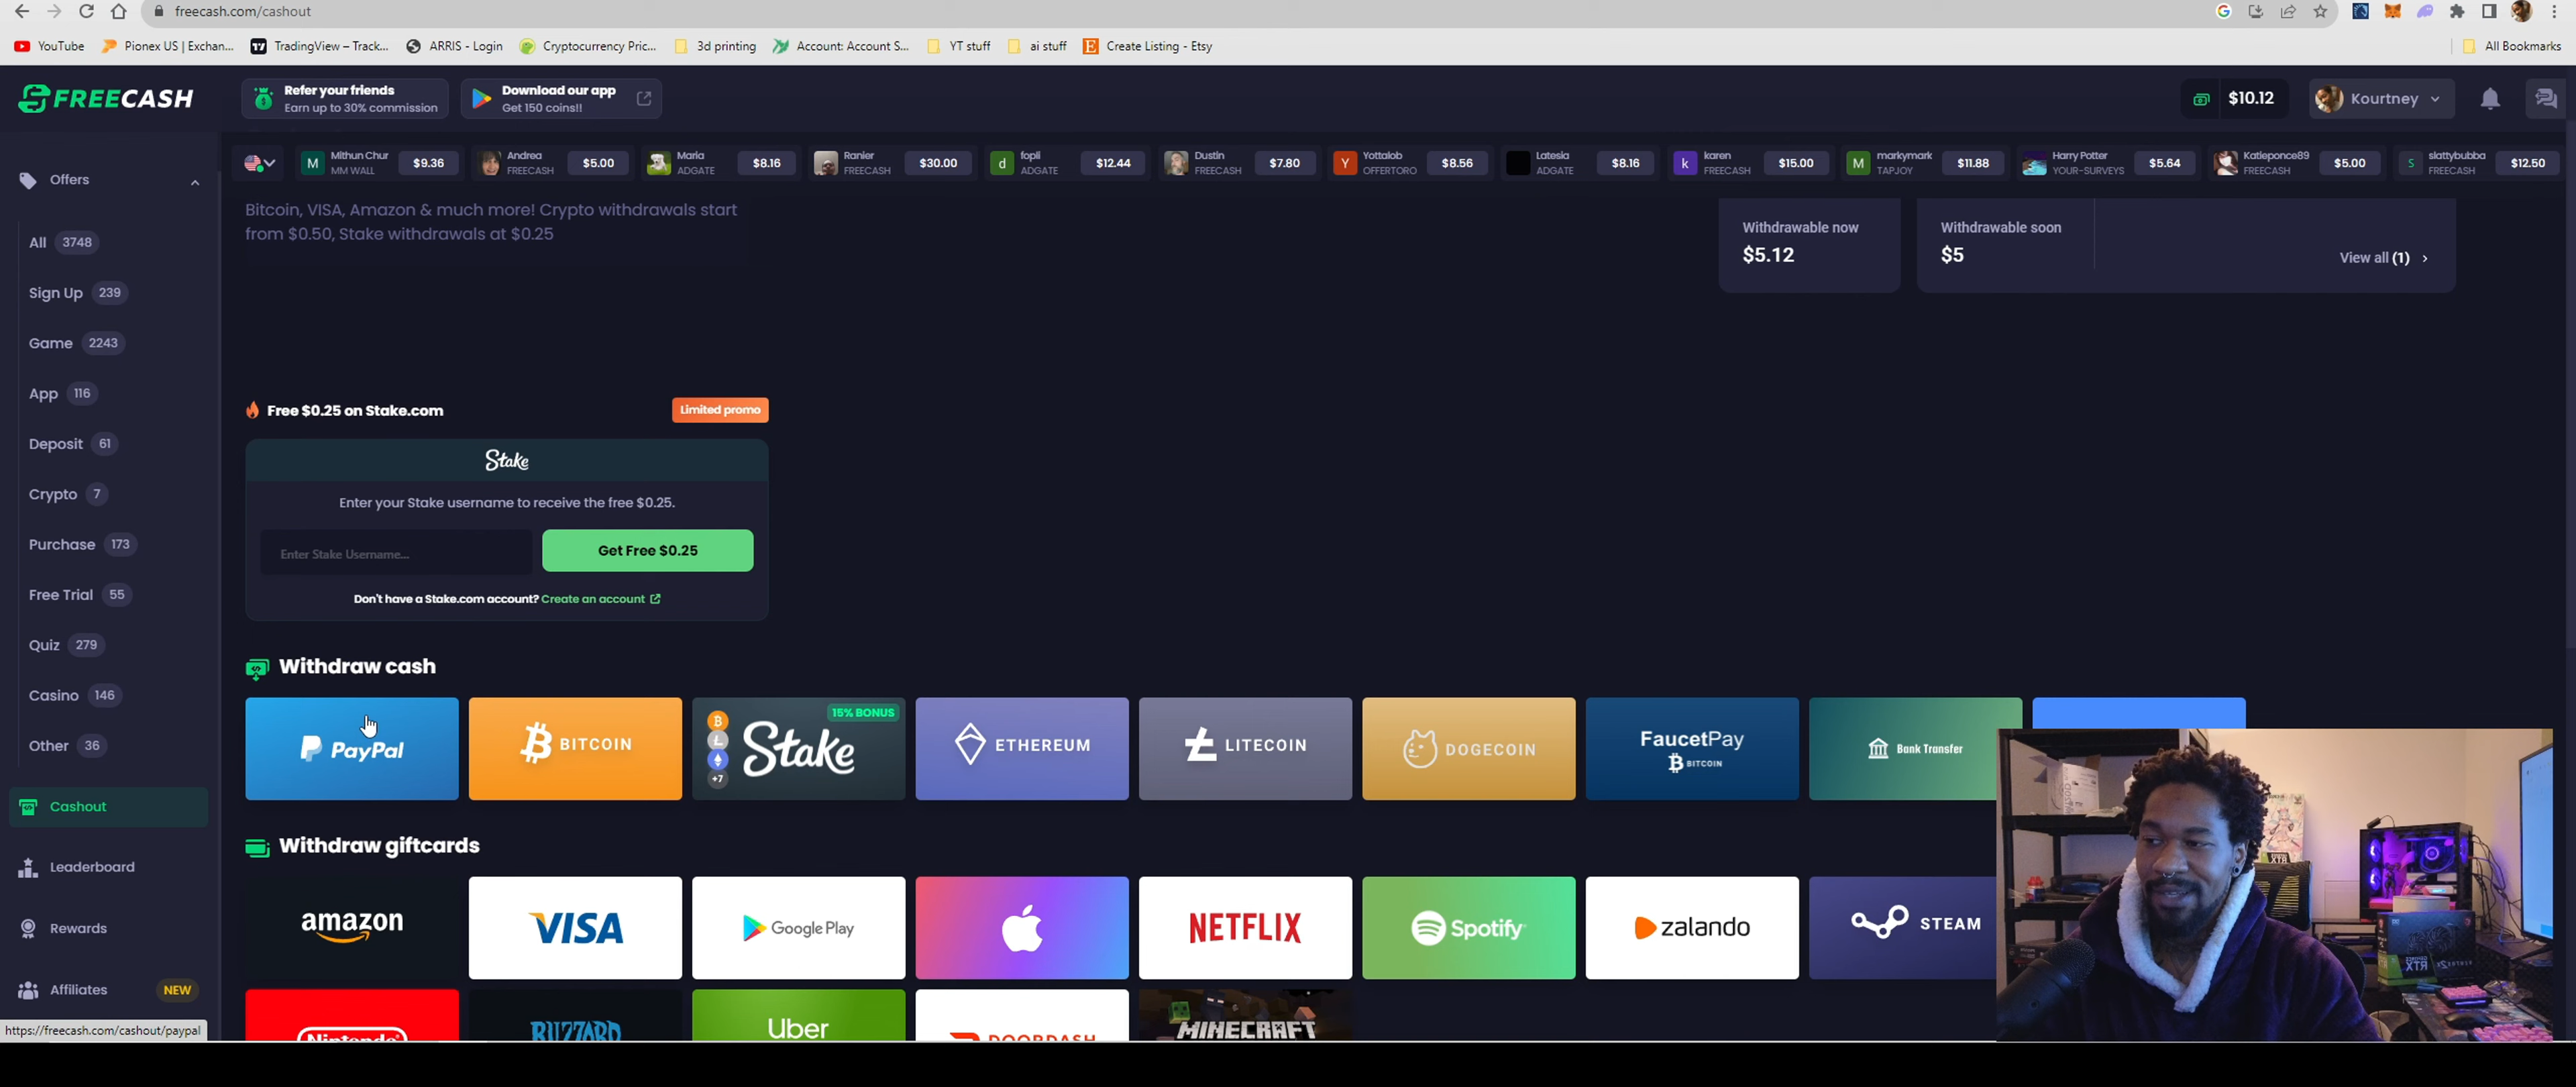 freecash.com/cashout
YouTube
Pionex US | Exchan...
TradingView – Track...
ARRIS - Login
Cryptocurrency Pric...
3d printing
Account: Account S...
YT stuff
ai stuff
Create Listing - Etsy
All Bookmarks
FREECASH
Refer your friends
Earn up to 30% commission
Download our app
Get 150 coins!!
$10.12
Kourtney
M
Mithun Chur
MM WALL
$9.36
Andrea
FREECASH
$5.00
Maria
ADGATE
$8.16
Ranier
FREECASH
$30.00
d
fopli
ADGATE
$12.44
Dustin
FREECASH
$7.80
Y
Yottalob
OFFERTORO
$8.56
Latesia
ADGATE
$8.16
k
karen
FREECASH
$15.00
M
markymark
TAPJOY
$11.88
Harry Potter
YOUR-SURVEYS
$5.64
Katieponce89
FREECASH
$5.00
S
slattybubba
FREECASH
$12.50
Offers
All 3748
Sign Up 239
Game 2243
App 116
Deposit 61
Crypto 7
Purchase 173
Free Trial 55
Quiz 279
Casino 146
Other 36
Cashout
Leaderboard
Rewards
Affiliates NEW
https://freecash.com/cashout/paypal
Bitcoin, VISA, Amazon & much more! Crypto withdrawals start
from $0.50, Stake withdrawals at $0.25
Withdrawable now
$5.12
Withdrawable soon
$5
View all (1)
Free $0.25 on Stake.com
Limited promo
Stake
Enter your Stake username to receive the free $0.25.
Enter Stake Username...
Get Free $0.25
Don't have a Stake.com account? Create an account
Withdraw cash
PayPal
BITCOIN
15% BONUS
Stake
+7
ETHEREUM
LITECOIN
DOGECOIN
FaucetPay
BITCOIN
Bank Transfer
Withdraw giftcards
amazon
VISA
Google Play
NETFLIX
Spotify
zalando
STEAM
Nintendo
BLIZZARD
Uber
DOORDASH
MINECRAFT